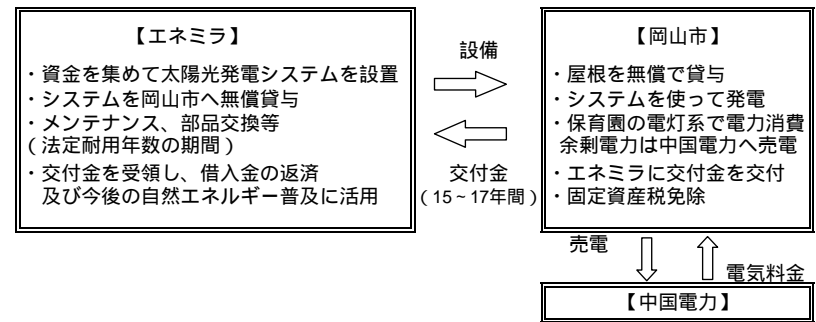 【エネミラ】
・資金を集めて太陽光発電システムを設置
・システムを岡山市へ無償貸与
・メンテナンス、部品交換等
(法定耐用年数の期間)
・交付金を受領し、借入金の返済
及び今後の自然エネルギー普及に活用
設備
交付金
(15~17年間)
【岡山市】
・屋根を無償で貸与
・システムを使って発電
・保育園の電灯系で電力消費
余剰電力は中国電力へ売電
・エネミラに交付金を交付
・固定資産税免除
売電
電気料金
【中国電力】